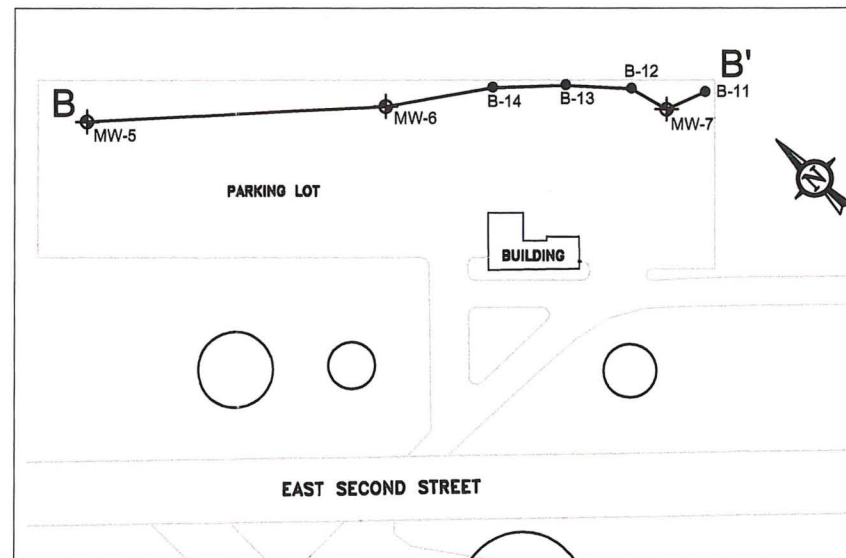 B
B'
B-12
B-11
B-14
B-13
MW-5
MW-6
MW-7
PARKING LOT
N
BUILDING
EAST SECOND STREET